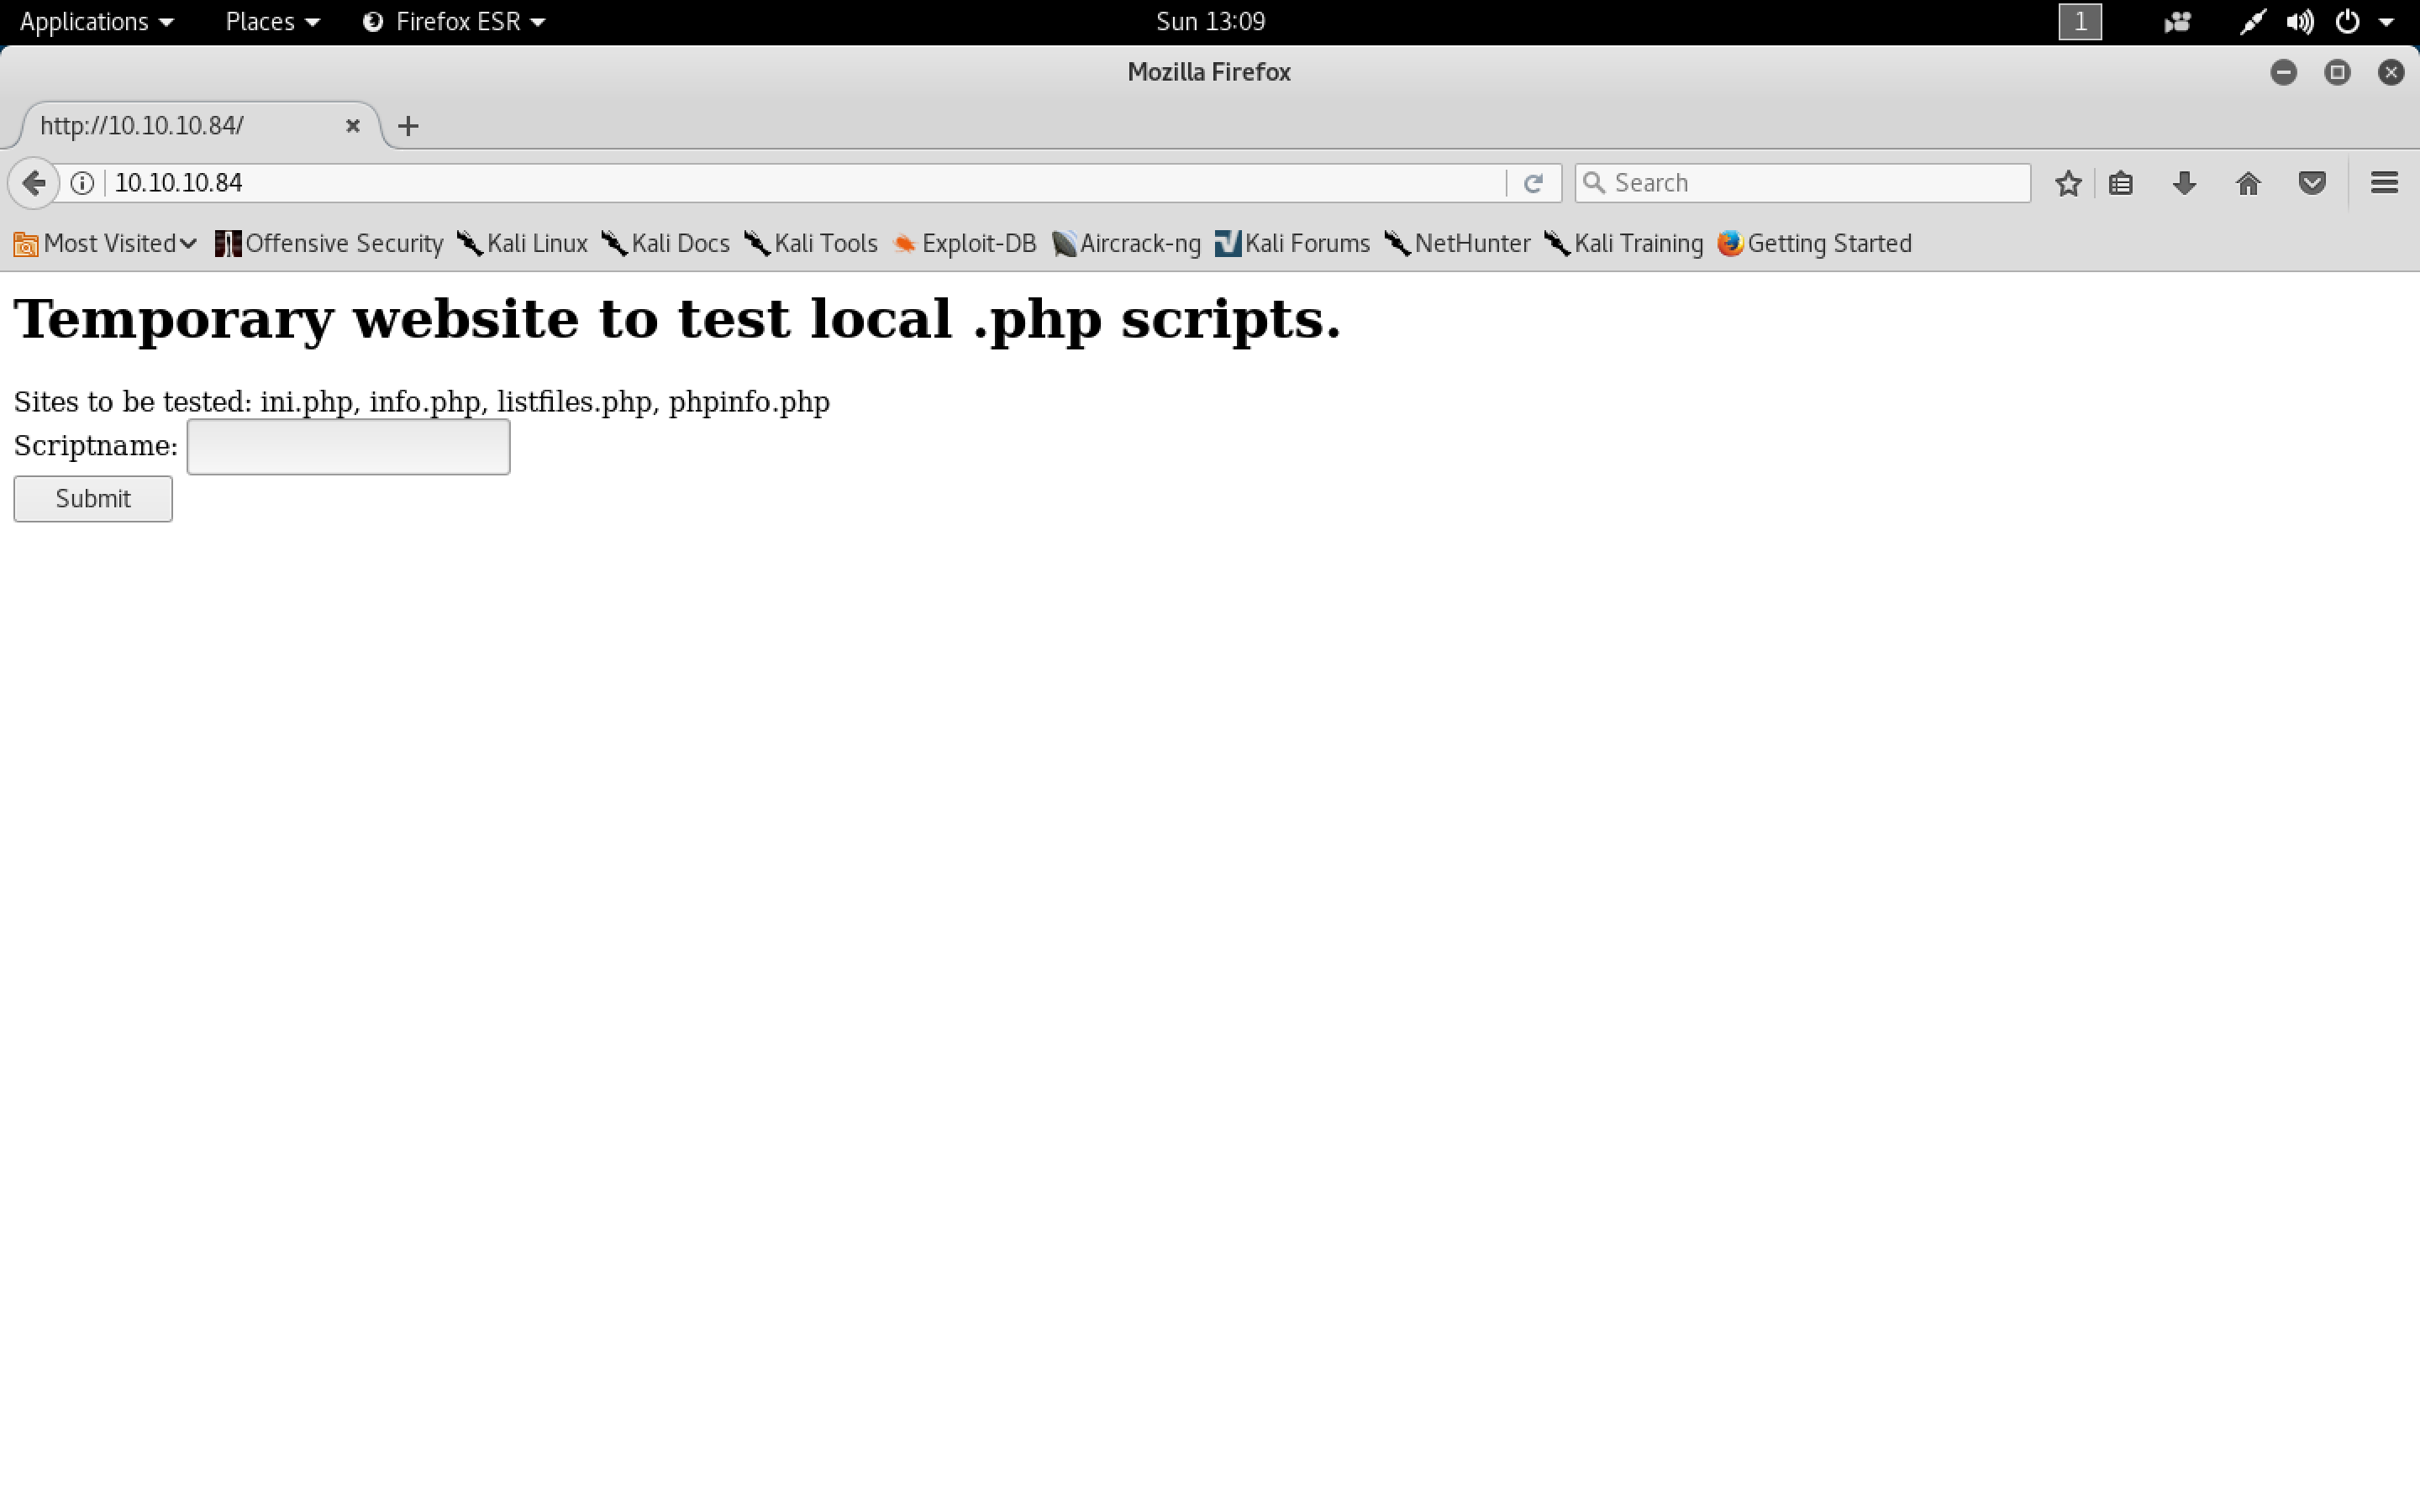 Applications Places Firefox ESR Sun 13:09 1
Mozilla Firefox
http://10.10.10.84/
10.10.10.84 Search
Most Visited Offensive Security Kali Linux Kali Docs Kali Tools Exploit-DB Aircrack-ng Kali Forums NetHunter Kali Training Getting Started
Temporary website to test local .php scripts.
Sites to be tested: ini.php, info.php, listfiles.php, phpinfo.php
Scriptname:
Submit